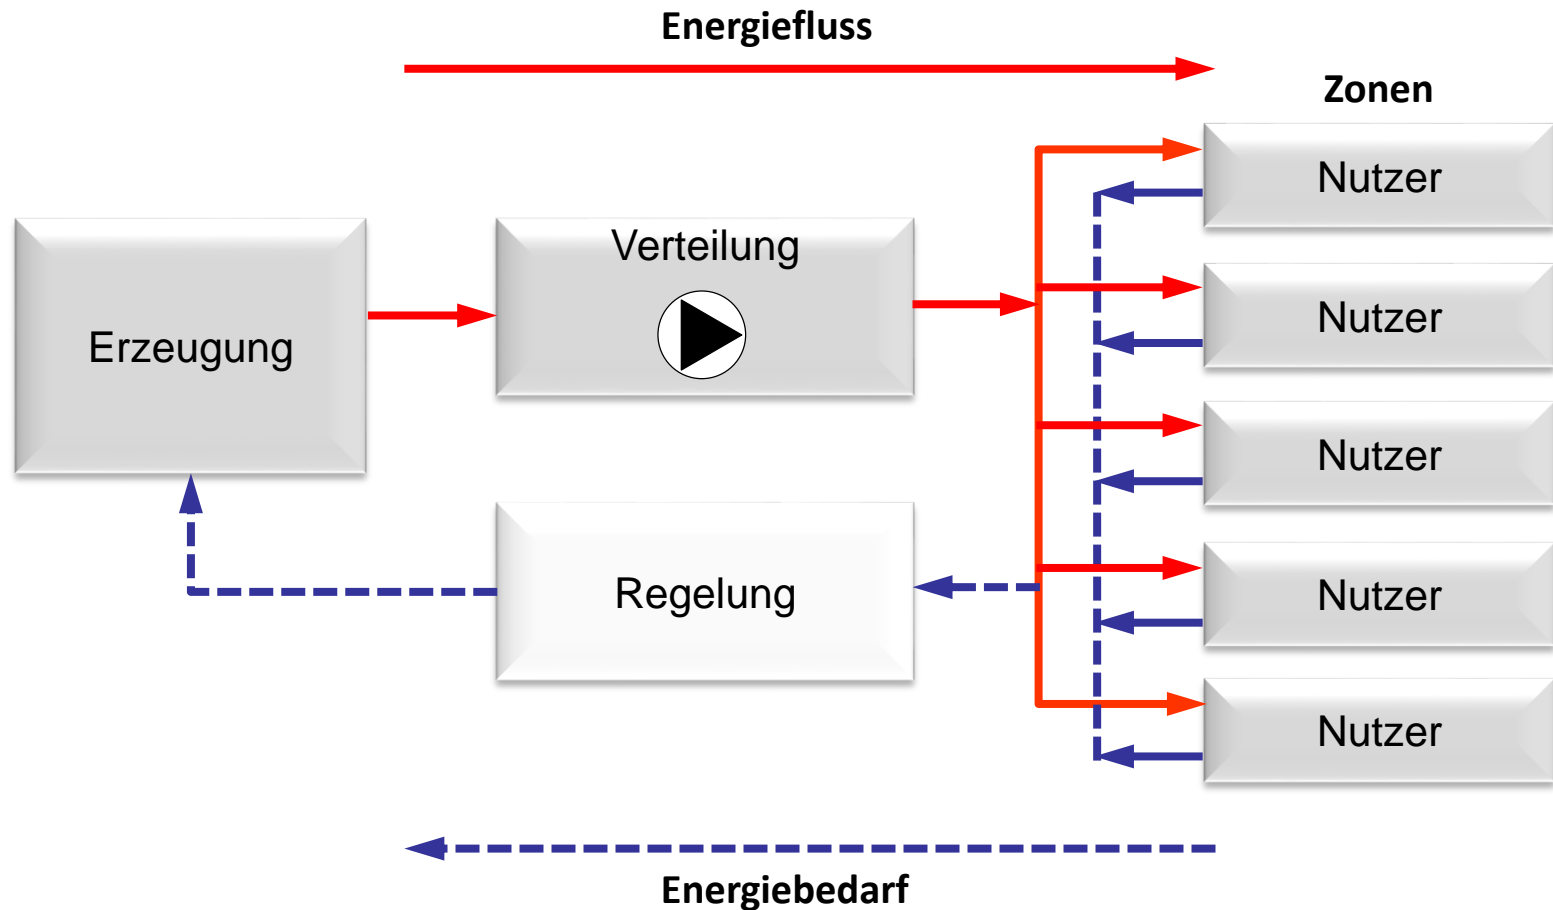 Energiefluss
Zonen
Nutzer
Verteilung
Nutzer
Erzeugung
Nutzer
Regelung
Nutzer
Nutzer
Energiebedarf